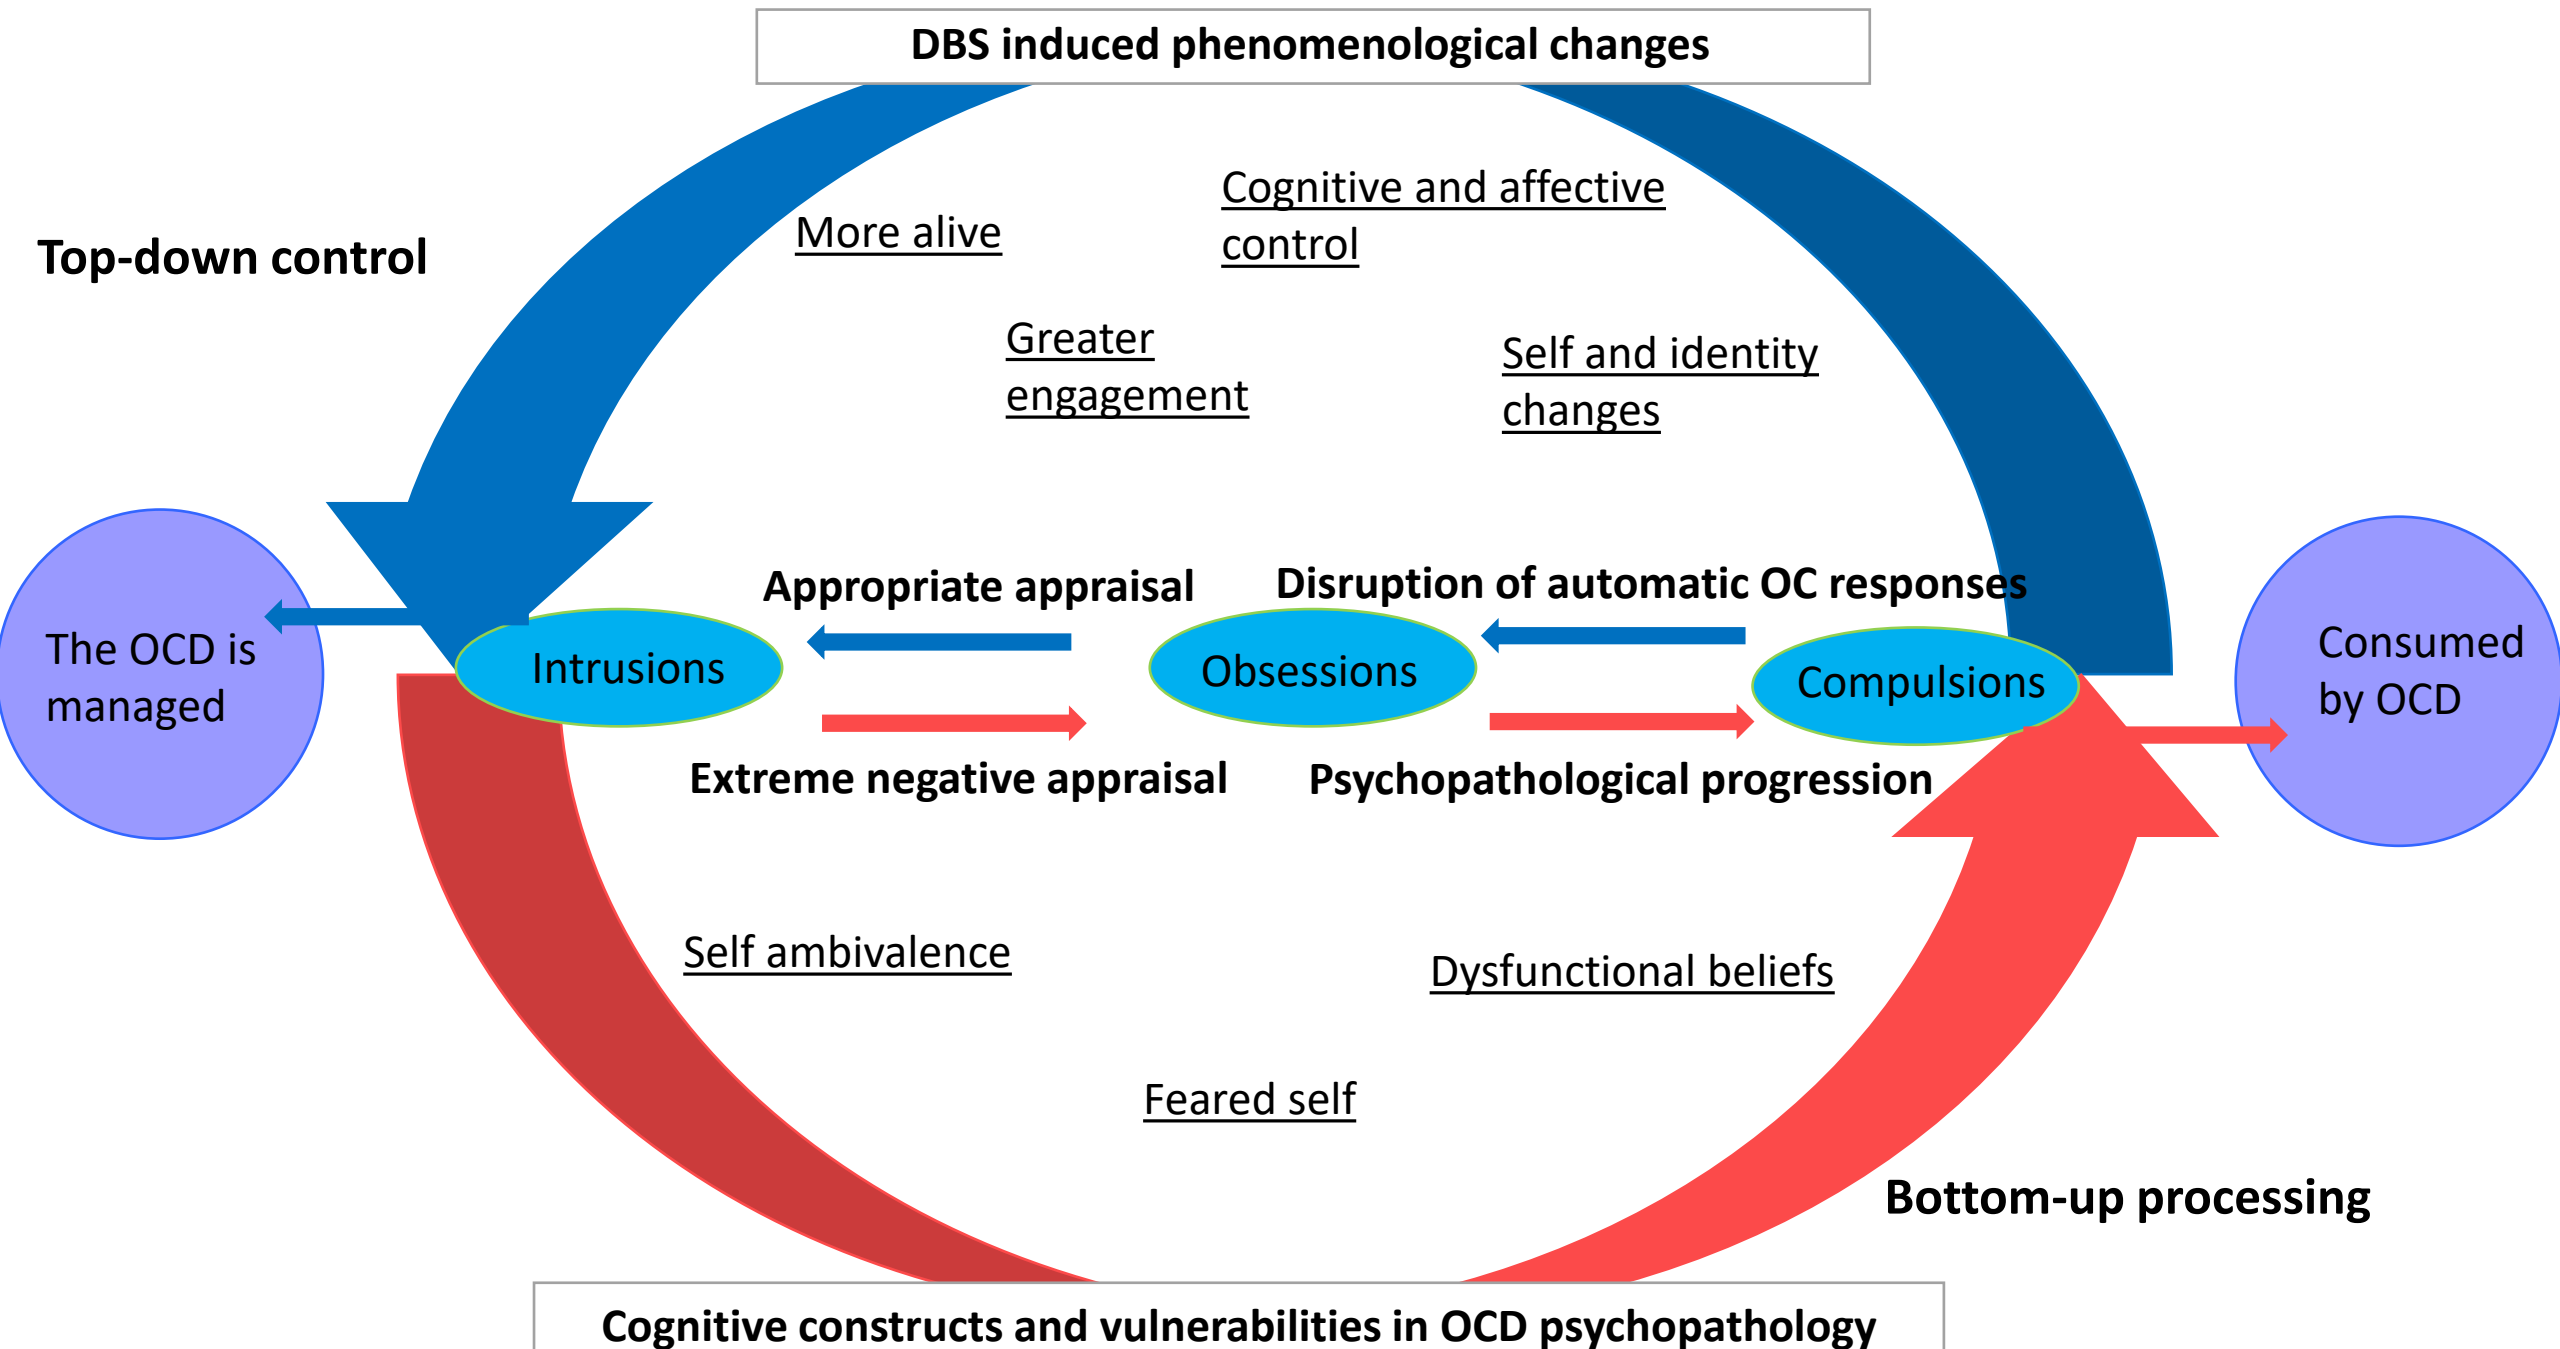 DBS induced phenomenological changes
Top-down control
More alive
Cognitive and affective
control
Greater
engagement
Self and identity
changes
Appropriate appraisal
Disruption of automatic OC responses
The OCD is
managed
Intrusions
Obsessions
Compulsions
Consumed
by OCD
Extreme negative appraisal
Psychopathological progression
Self ambivalence
Dysfunctional beliefs
Feared self
Bottom-up processing
Cognitive constructs and vulnerabilities in OCD psychopathology